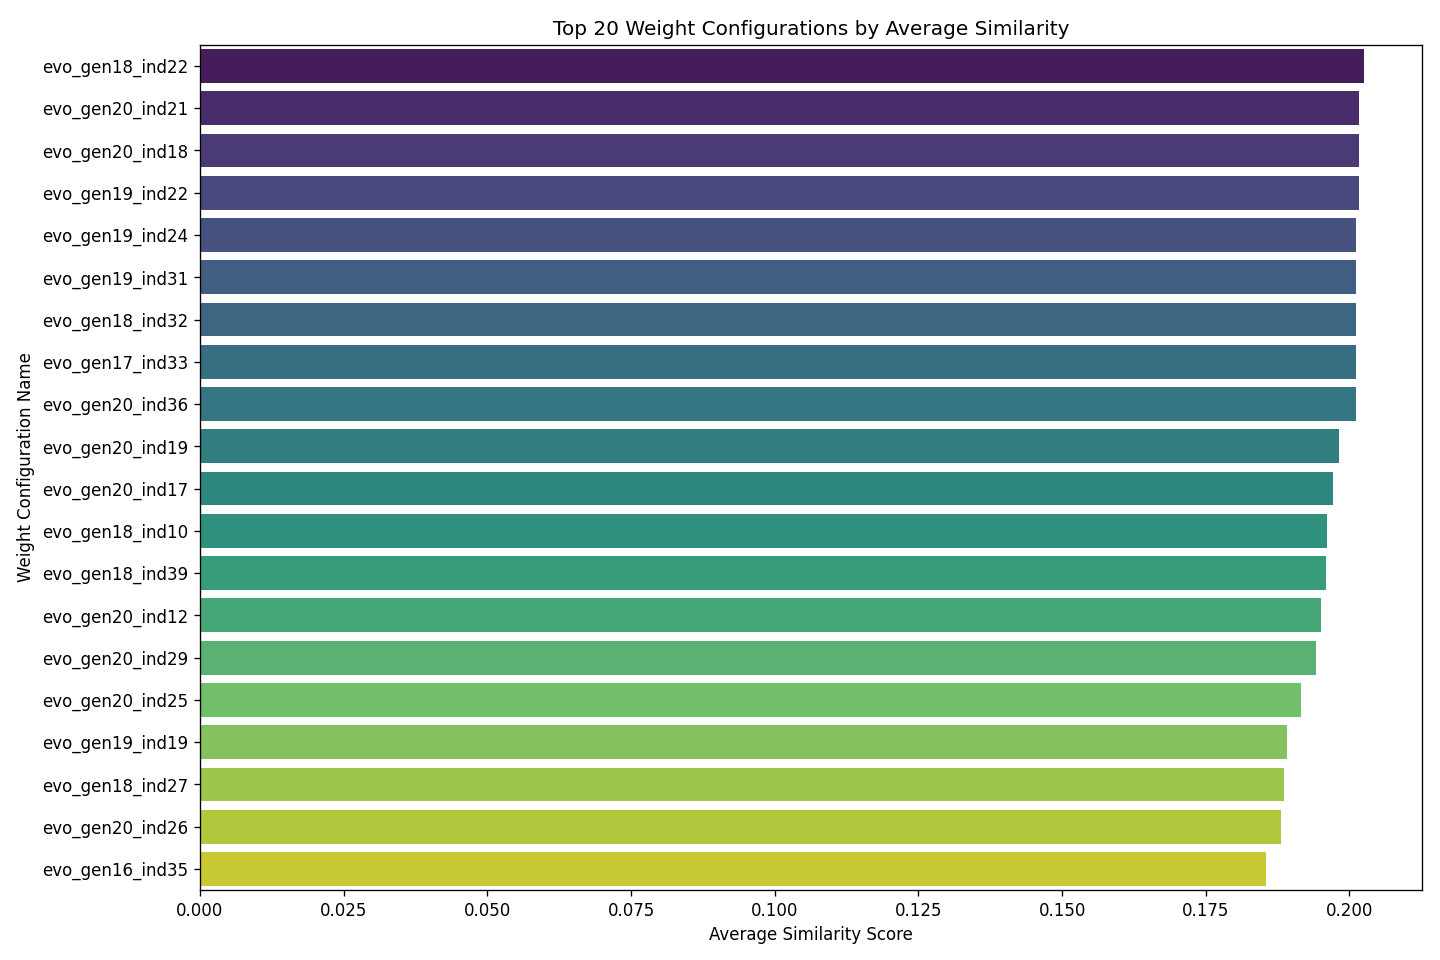 Top 20 Weight Configurations by Average Similarity
Weight Configuration Name
evo_gen18_ind22
evo_gen20_ind21
evo_gen20_ind18
evo_gen19_ind22
evo_gen19_ind24
evo_gen19_ind31
evo_gen18_ind32
evo_gen17_ind33
evo_gen20_ind36
evo_gen20_ind19
evo_gen20_ind17
evo_gen18_ind10
evo_gen18_ind39
evo_gen20_ind12
evo_gen20_ind29
evo_gen20_ind25
evo_gen19_ind19
evo_gen18_ind27
evo_gen20_ind26
evo_gen16_ind35
0.000 0.025 0.050 0.075 0.100 0.125 0.150 0.175 0.200
Average Similarity Score